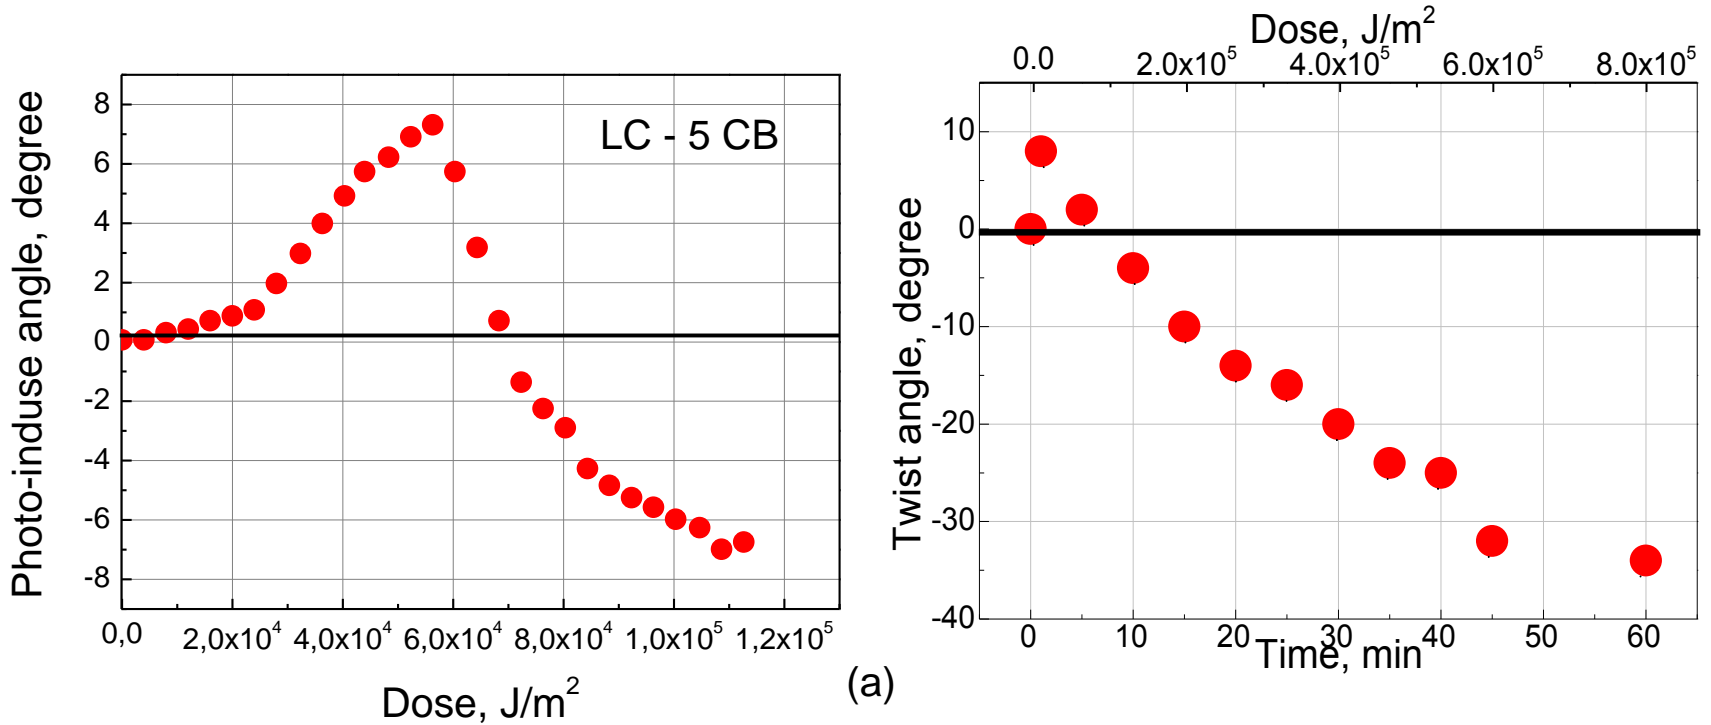 Photo-induse angle, degree
8
6
4
2
0
-2
-4
-6
-8
LC - 5 CB
0,0 2,0x10⁴ 4,0x10⁴ 6,0x10⁴ 8,0x10⁴ 1,0x10⁵ 1,2x10⁵
Dose, J/m²
(a)
Dose, J/m²
0.0 2.0x10⁵ 4.0x10⁵ 6.0x10⁵ 8.0x10⁵
Twist angle, degree
10
0
-10
-20
-30
-40
0 10 20 30 40 50 60
Time, min